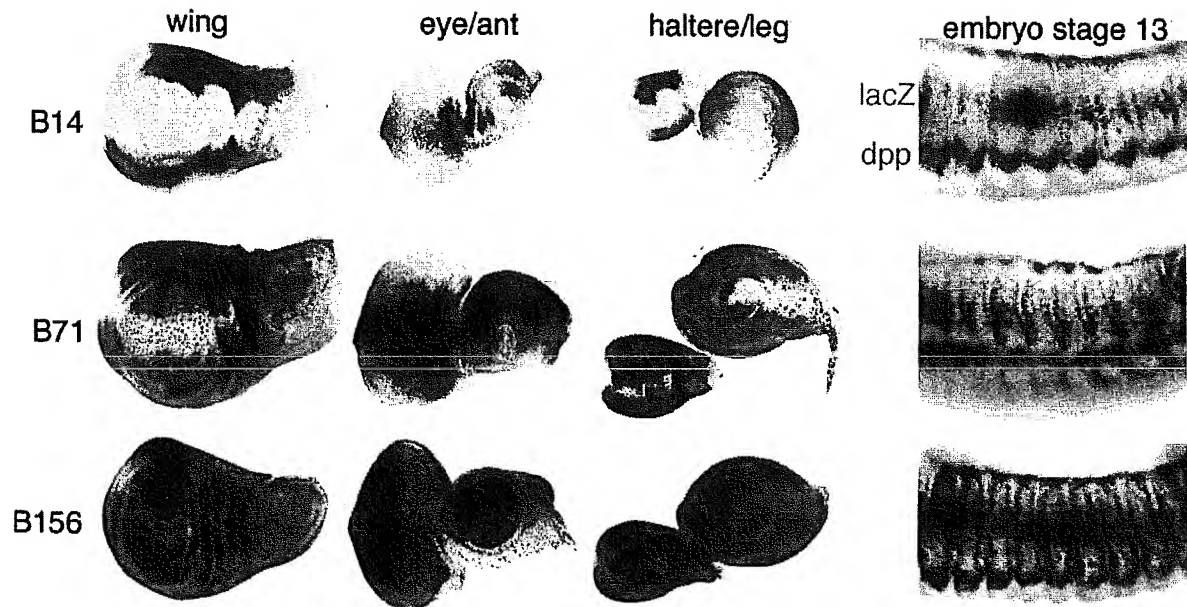 wing eye/ant haltere/leg embryo stage 13
B14
lacZ
dpp
B71
B156